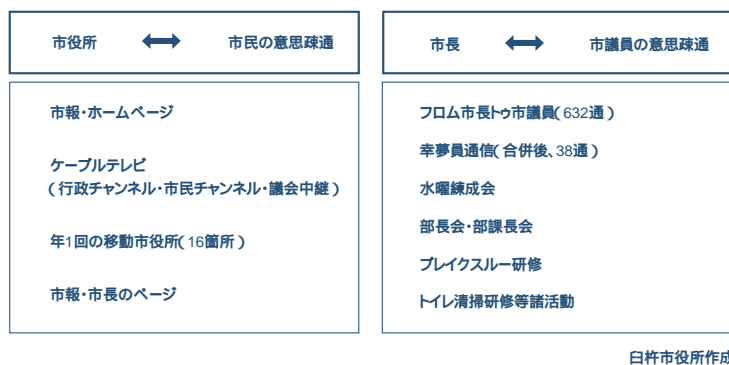 市役所 ⟷ 市民の意思疎通
市報・ホームページ
ケーブルテレビ
（行政チャンネル・市民チャンネル・議会中継）
年1回の移動市役所（16箇所）
市報・市長のページ
市長 ⟷ 市議員の意思疎通
フロム市長トゥ市議員（632通）
幸夢員通信（合併後、38通）
水曜練成会
部長会・部課長会
ブレイクスルー研修
トイレ清掃研修等諸活動
臼杵市役所作成